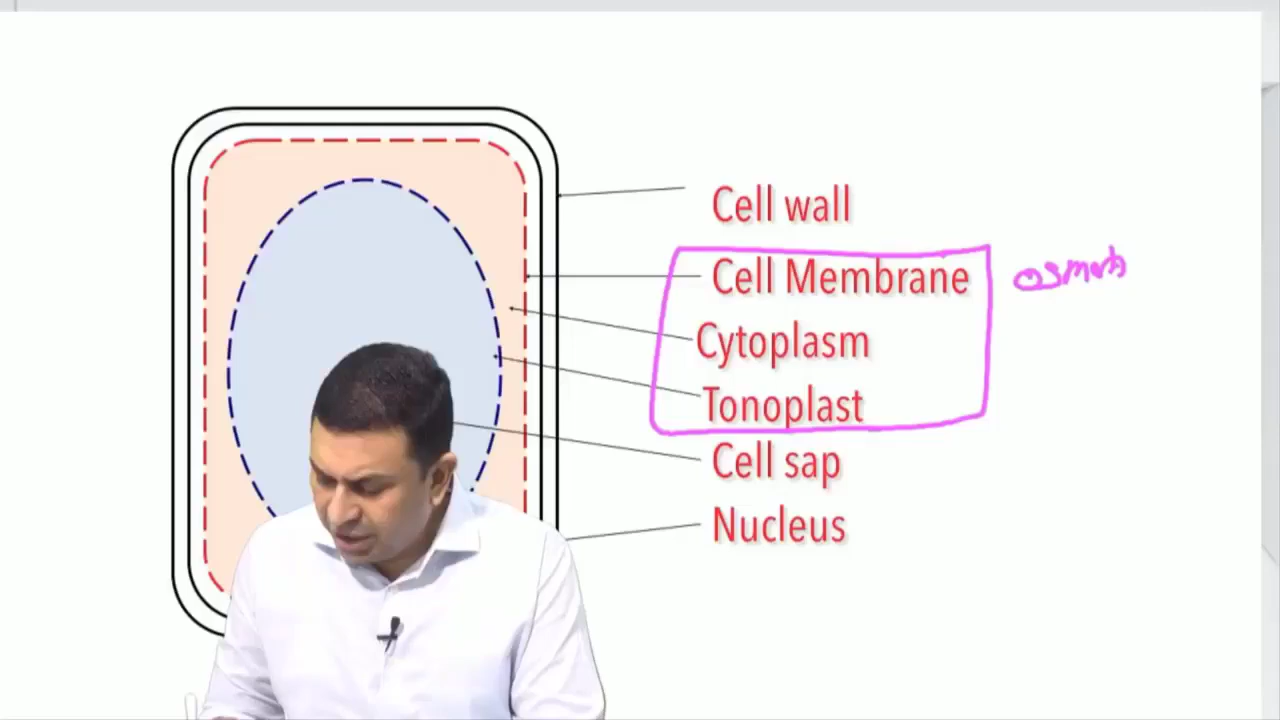 Cell wall
Cell Membrane
Cytoplasm
Tonoplast
Cell sap
Nucleus